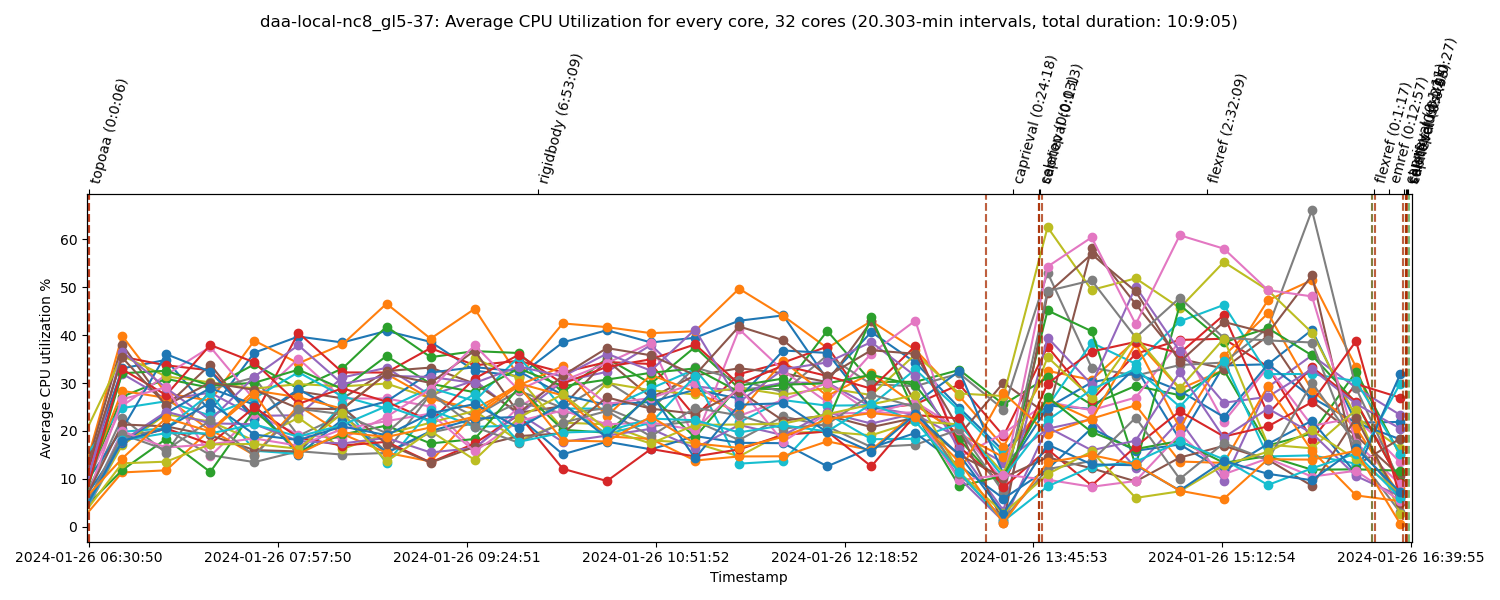 daa-local-nc8_gl5-37: Average CPU Utilization for every core, 32 cores (20.303-min intervals, total duration: 10:9:05)
topoaa (0:0:06)
rigidbody (6:53:09)
caprieval (0:24:18)
flexref (2:32:09)
flexref (0:1:17)
emref (0:12:57)
Average CPU utilization %
60
50
40
30
20
10
0
2024-01-26 06:30:50
2024-01-26 07:57:50
2024-01-26 09:24:51
2024-01-26 10:51:52
2024-01-26 12:18:52
2024-01-26 13:45:53
2024-01-26 15:12:54
2024-01-26 16:39:55
Timestamp